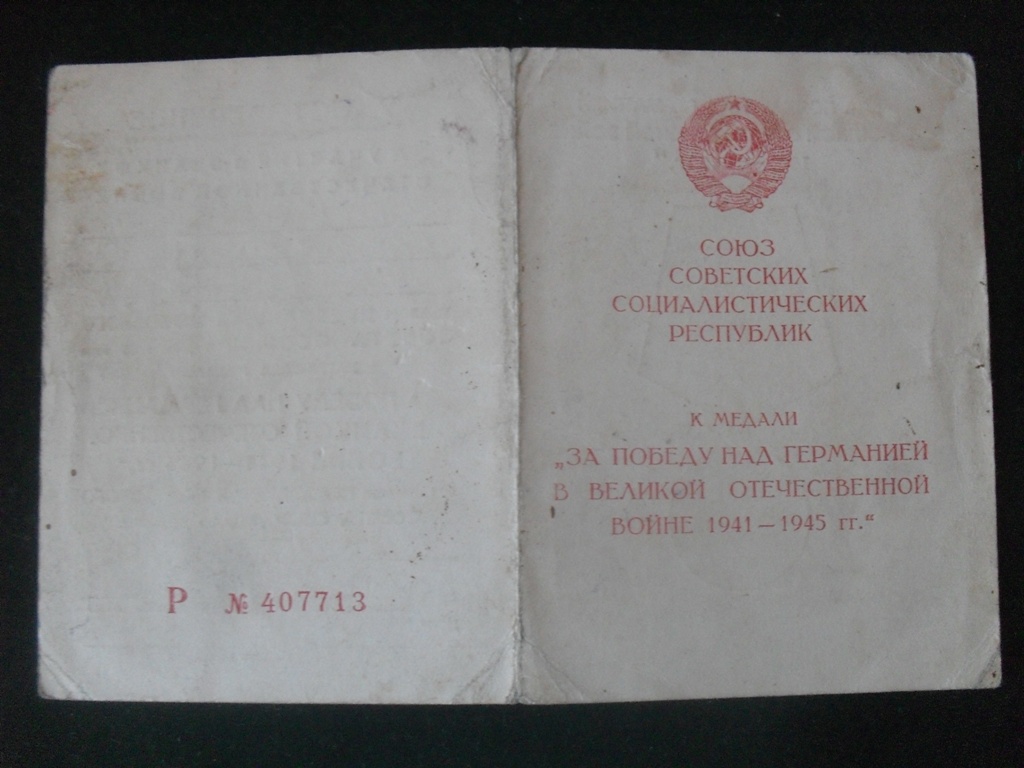 Р № 407713
СОЮЗ
СОВЕТСКИХ
СОЦИАЛИСТИЧЕСКИХ
РЕСПУБЛИК
К МЕДАЛИ
„ЗА ПОБЕДУ НАД ГЕРМАНИЕЙ
В ВЕЛИКОЙ ОТЕЧЕСТВЕННОЙ
ВОЙНЕ 1941—1945 гг.“